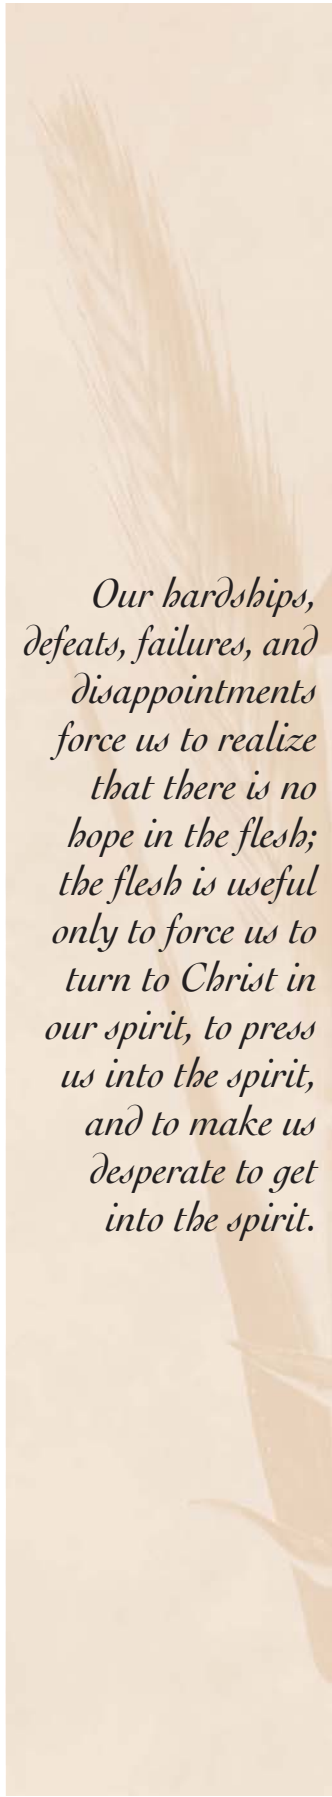 Our hardships,
defeats, failures, and
disappointments
force us to realize
that there is no
hope in the flesh;
the flesh is useful
only to force us to
turn to Christ in
our spirit, to press
us into the spirit,
and to make us
desperate to get
into the spirit.